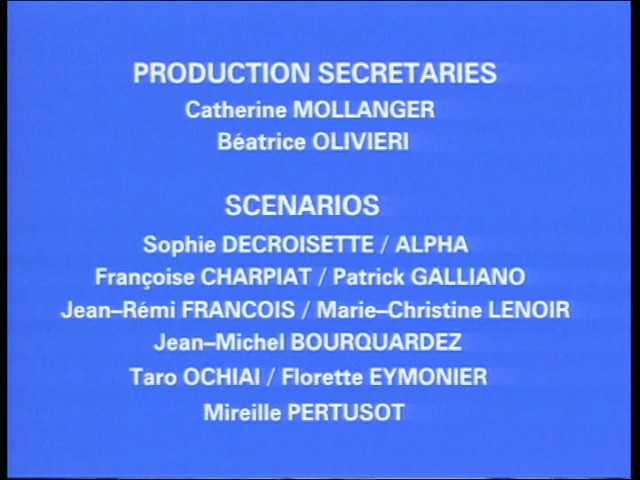 PRODUCTION SECRETARIES
Catherine MOLLANGER
Béatrice OLIVIERI
SCENARIOS
Sophie DECROISETTE / ALPHA
Françoise CHARPIAT / Patrick GALLIANO
Jean–Rémi FRANCOIS / Marie–Christine LENOIR
Jean–Michel BOURQUARDEZ
Taro OCHIAI / Florette EYMONIER
Mireille PERTUSOT